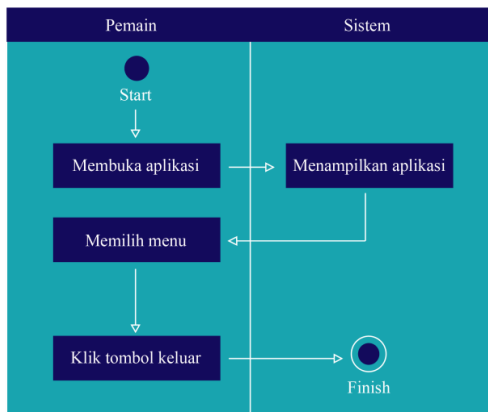 Pemain
Sistem
Start
Membuka aplikasi
Menampilkan aplikasi
Memilih menu
Klik tombol keluar
Finish